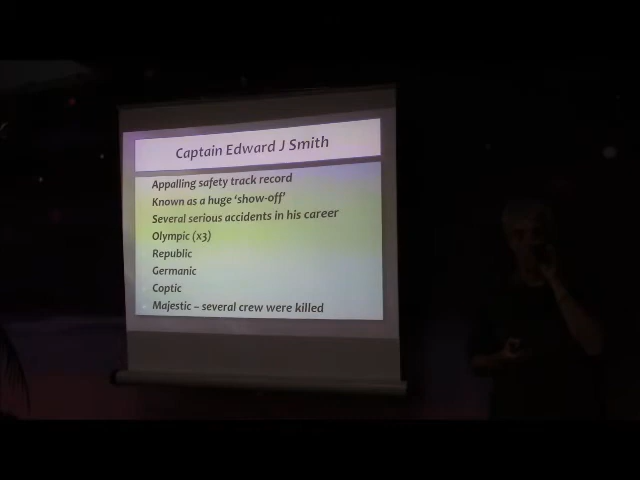 Captain Edward J Smith
Appalling safety track record
Known as a huge ‘show-off’
Several serious accidents in his career
Olympic (x3)
Republic
Germanic
Coptic
Majestic – several crew were killed